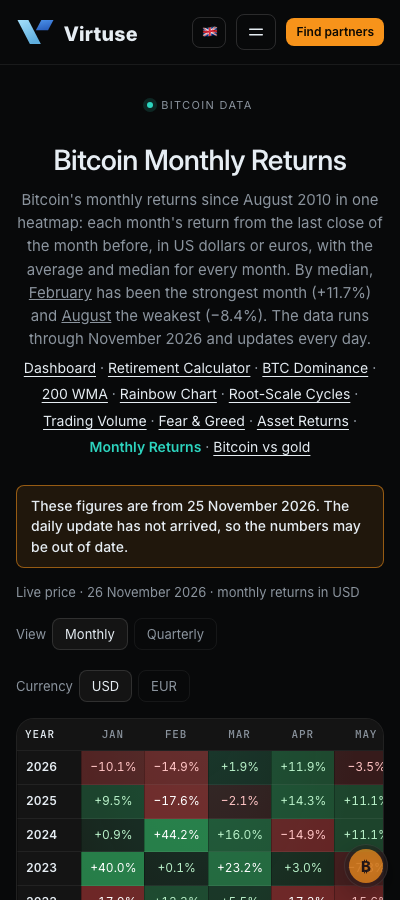 Virtuse
Find partners
BITCOIN DATA
Bitcoin Monthly Returns
Bitcoin's monthly returns since August 2010 in one
heatmap: each month's return from the last close of
the month before, in US dollars or euros, with the
average and median for every month. By median,
February has been the strongest month (+11.7%)
and August the weakest (−8.4%). The data runs
through November 2026 and updates every day.
Dashboard · Retirement Calculator · BTC Dominance ·
200 WMA · Rainbow Chart · Root-Scale Cycles ·
Trading Volume · Fear & Greed · Asset Returns ·
Monthly Returns · Bitcoin vs gold
These figures are from 25 November 2026. The
daily update has not arrived, so the numbers may
be out of date.
Live price · 26 November 2026 · monthly returns in USD
View Monthly Quarterly
Currency USD EUR
YEAR JAN FEB MAR APR MAY
2026 −10.1% −14.9% +1.9% +11.9% −3.5%
2025 +9.5% −17.6% −2.1% +14.3% +11.1%
2024 +0.9% +44.2% +16.0% −14.9% +11.1%
2023 +40.0% +0.1% +23.2% +3.0%